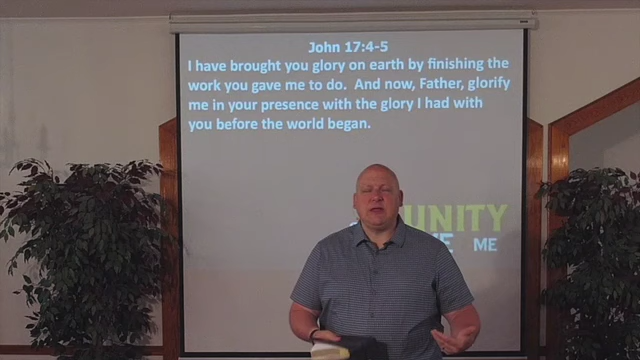 John 17:4-5
I have brought you glory on earth by finishing the
work you gave me to do. And now, Father, glorify
me in your presence with the glory I had with
you before the world began.
UNITY
ME